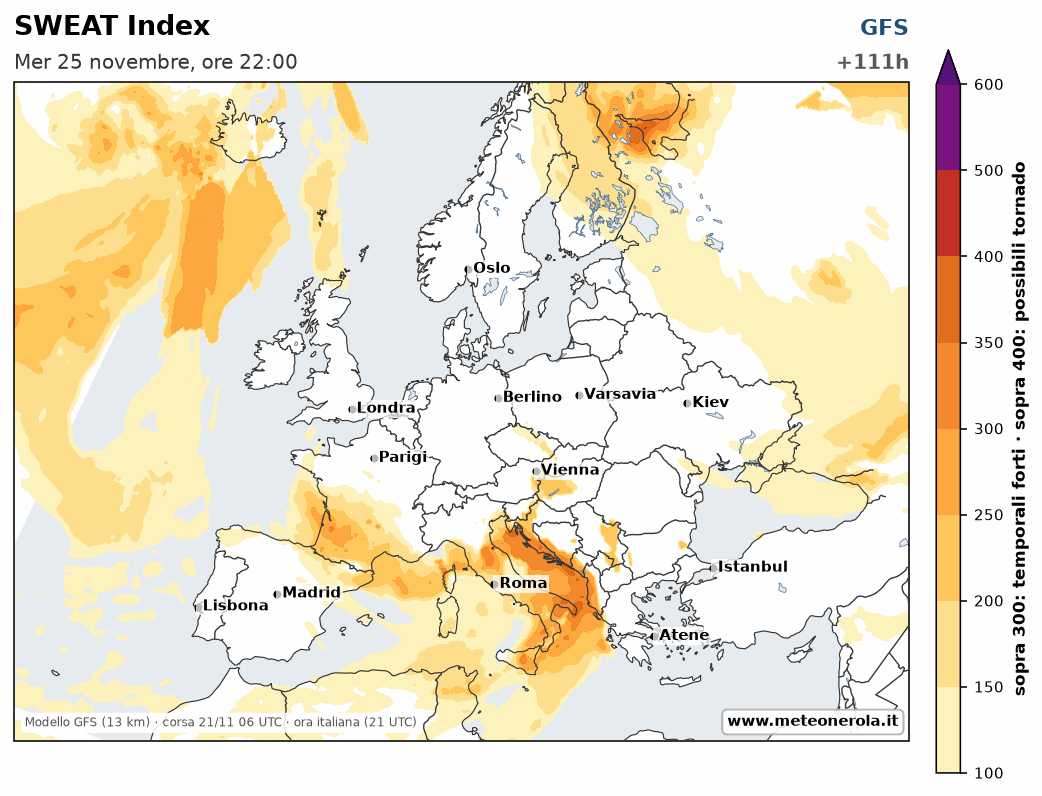 SWEAT Index
GFS
Mer 25 novembre, ore 22:00
+111h
Oslo
Londra
Berlino
Varsavia
Kiev
Parigi
Vienna
Istanbul
Roma
Madrid
Lisbona
Atene
Modello GFS (13 km) · corsa 21/11 06 UTC · ora italiana (21 UTC)
www.meteonerola.it
600
500
400
350
300
250
200
150
100
sopra 300: temporali forti · sopra 400: possibili tornado